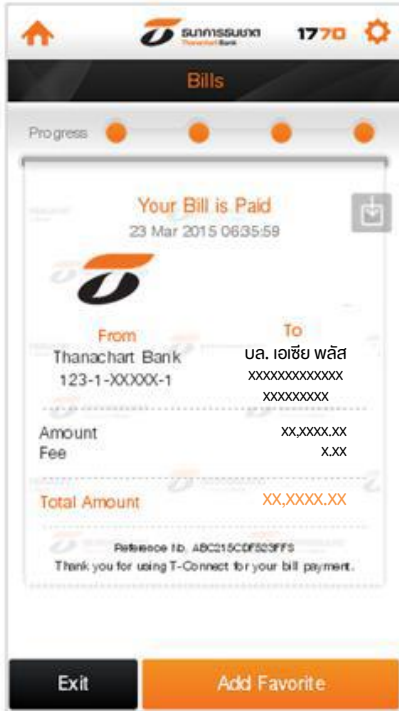 ธนาคารธนชาต 1770
Thanachart Bank
Bills
Progress
Your Bill is Paid
23 Mar 2015 06:35:59
From To
Thanachart Bank บล. เอเซีย พลัส
123-1-XXXXX-1 xxxxxxxxxxxxx
xxxxxxxxx
Amount xx,xxxx.xx
Fee x.xx
Total Amount XX,XXXX.XX
Reference No. ABC215CDF523FFS
Thank you for using T-Connect for your bill payment.
Exit Add Favorite